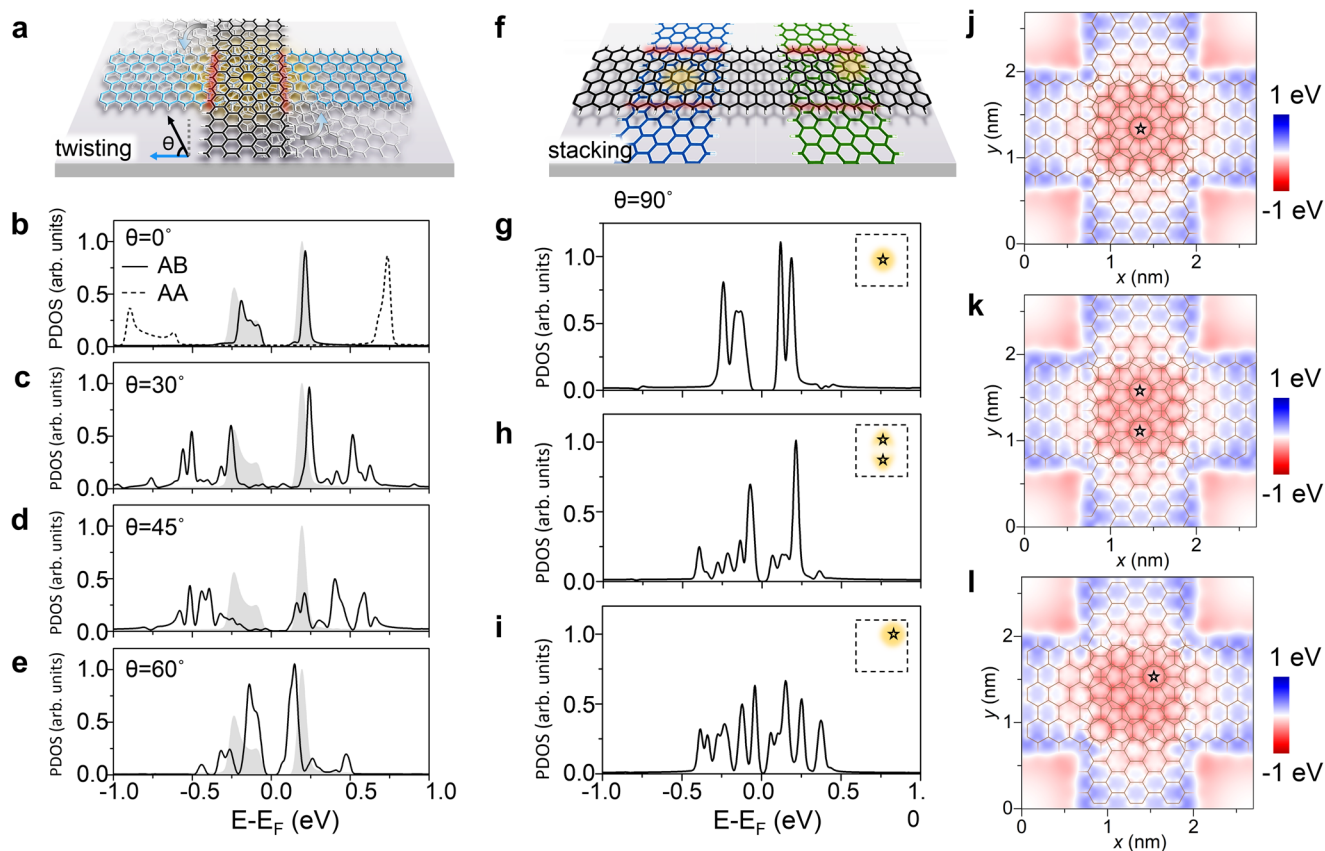 a
twisting
θ
f
stacking
θ=90°
b
θ=0°
AB
AA
PDOS (arb. units)
1.0
0.5
0.0
c
θ=30°
PDOS (arb. units)
1.0
0.5
0.0
d
θ=45°
PDOS (arb. units)
1.0
0.5
0
e
θ=60°
PDOS (arb. units)
1.0
0.5
0.0
-1.0 -0.5 0.0 0.5 1.0
E-EF (eV)
g
PDOS (arb. units)
1.0
0.5
0.0
h
PDOS (arb. units)
1.0
0.5
0.0
i
PDOS (arb. units)
1.0
0.5
0.0
-1.0 -0.5 0.0 0.5 1.
E-EF (eV) 0
j
y (nm)
2
1
0
0 1 2
x (nm)
1 eV
-1 eV
k
y (nm)
2
1
0
0 1 2
x (nm)
1 eV
-1 eV
l
y (nm)
2
1
0
0 1 2
x (nm)
1 eV
-1 eV